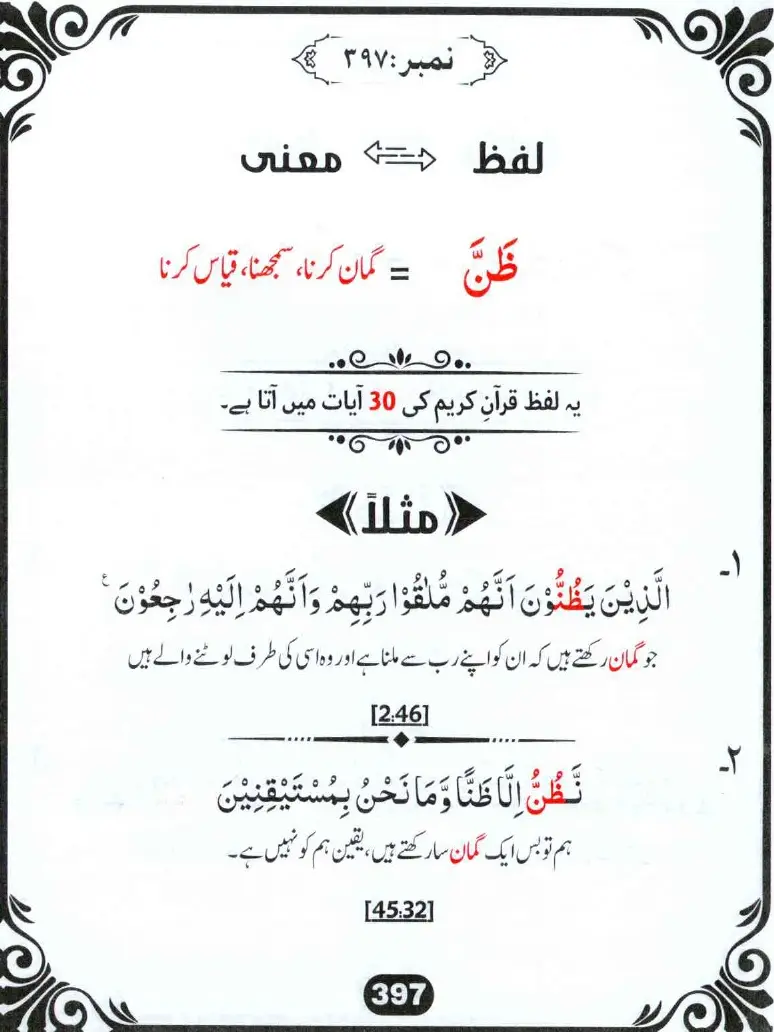 نمبر:۳۹۷
لفظ ⇐⇒ معنی
ظَنَّ = گمان کرنا، سمجھنا، قیاس کرنا
یہ لفظ قرآنِ کریم کی 30 آیات میں آتا ہے۔
مثلاً
۱۔
الَّذِیْنَ یَظُنُّوْنَ اَنَّهُمْ مُّلٰقُوْا رَبِّهِمْ وَاَنَّهُمْ اِلَیْهِ رٰجِعُوْنَ ۧ
جو گمان رکھتے ہیں کہ ان کو اپنے رب سے ملنا ہے اور وہ اسی کی طرف لوٹنے والے ہیں
[2:46]
۲۔
نَّظُنُّ اِلَّا ظَنًّا وَّمَا نَحْنُ بِمُسْتَیْقِنِیْنَ
ہم تو بس ایک گمان سا رکھتے ہیں، یقین ہم کو نہیں ہے۔
[45:32]
397